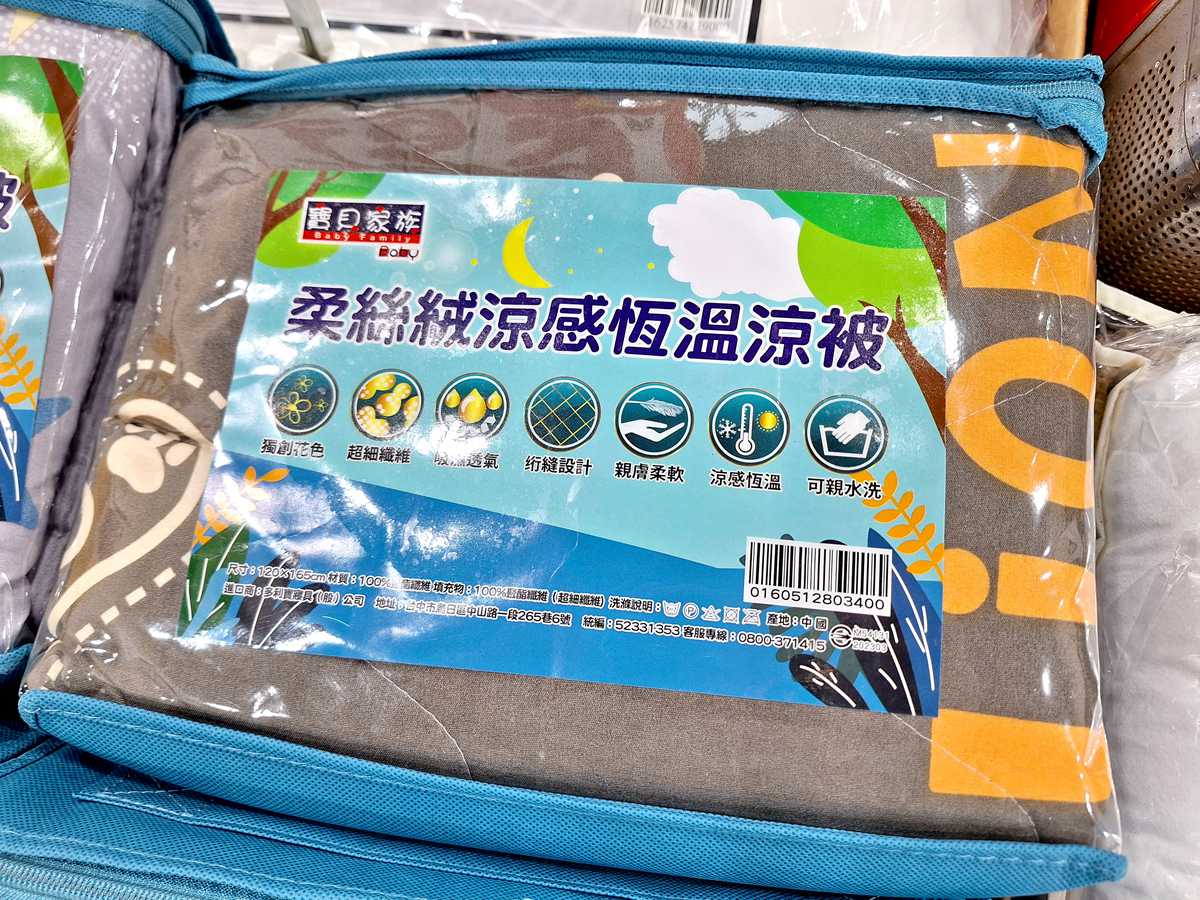 寶貝家族
Baby Family
Baby
柔絲絨涼感恆溫涼被
獨創花色
超細纖維
吸濕透氣
絎縫設計
親膚柔軟
涼感恆溫
可親水洗
尺寸：120X165cm 材質：100%聚酯纖維 填充物：100%聚酯纖維（超細纖維）洗滌說明： 產地：中國
進口商：多利寶寢具（股）公司 地址：台中市烏日區中山路一段265巷6號 統編：52331353 客服專線：0800-371415
0160512803400
M54131
202303
MOii
被